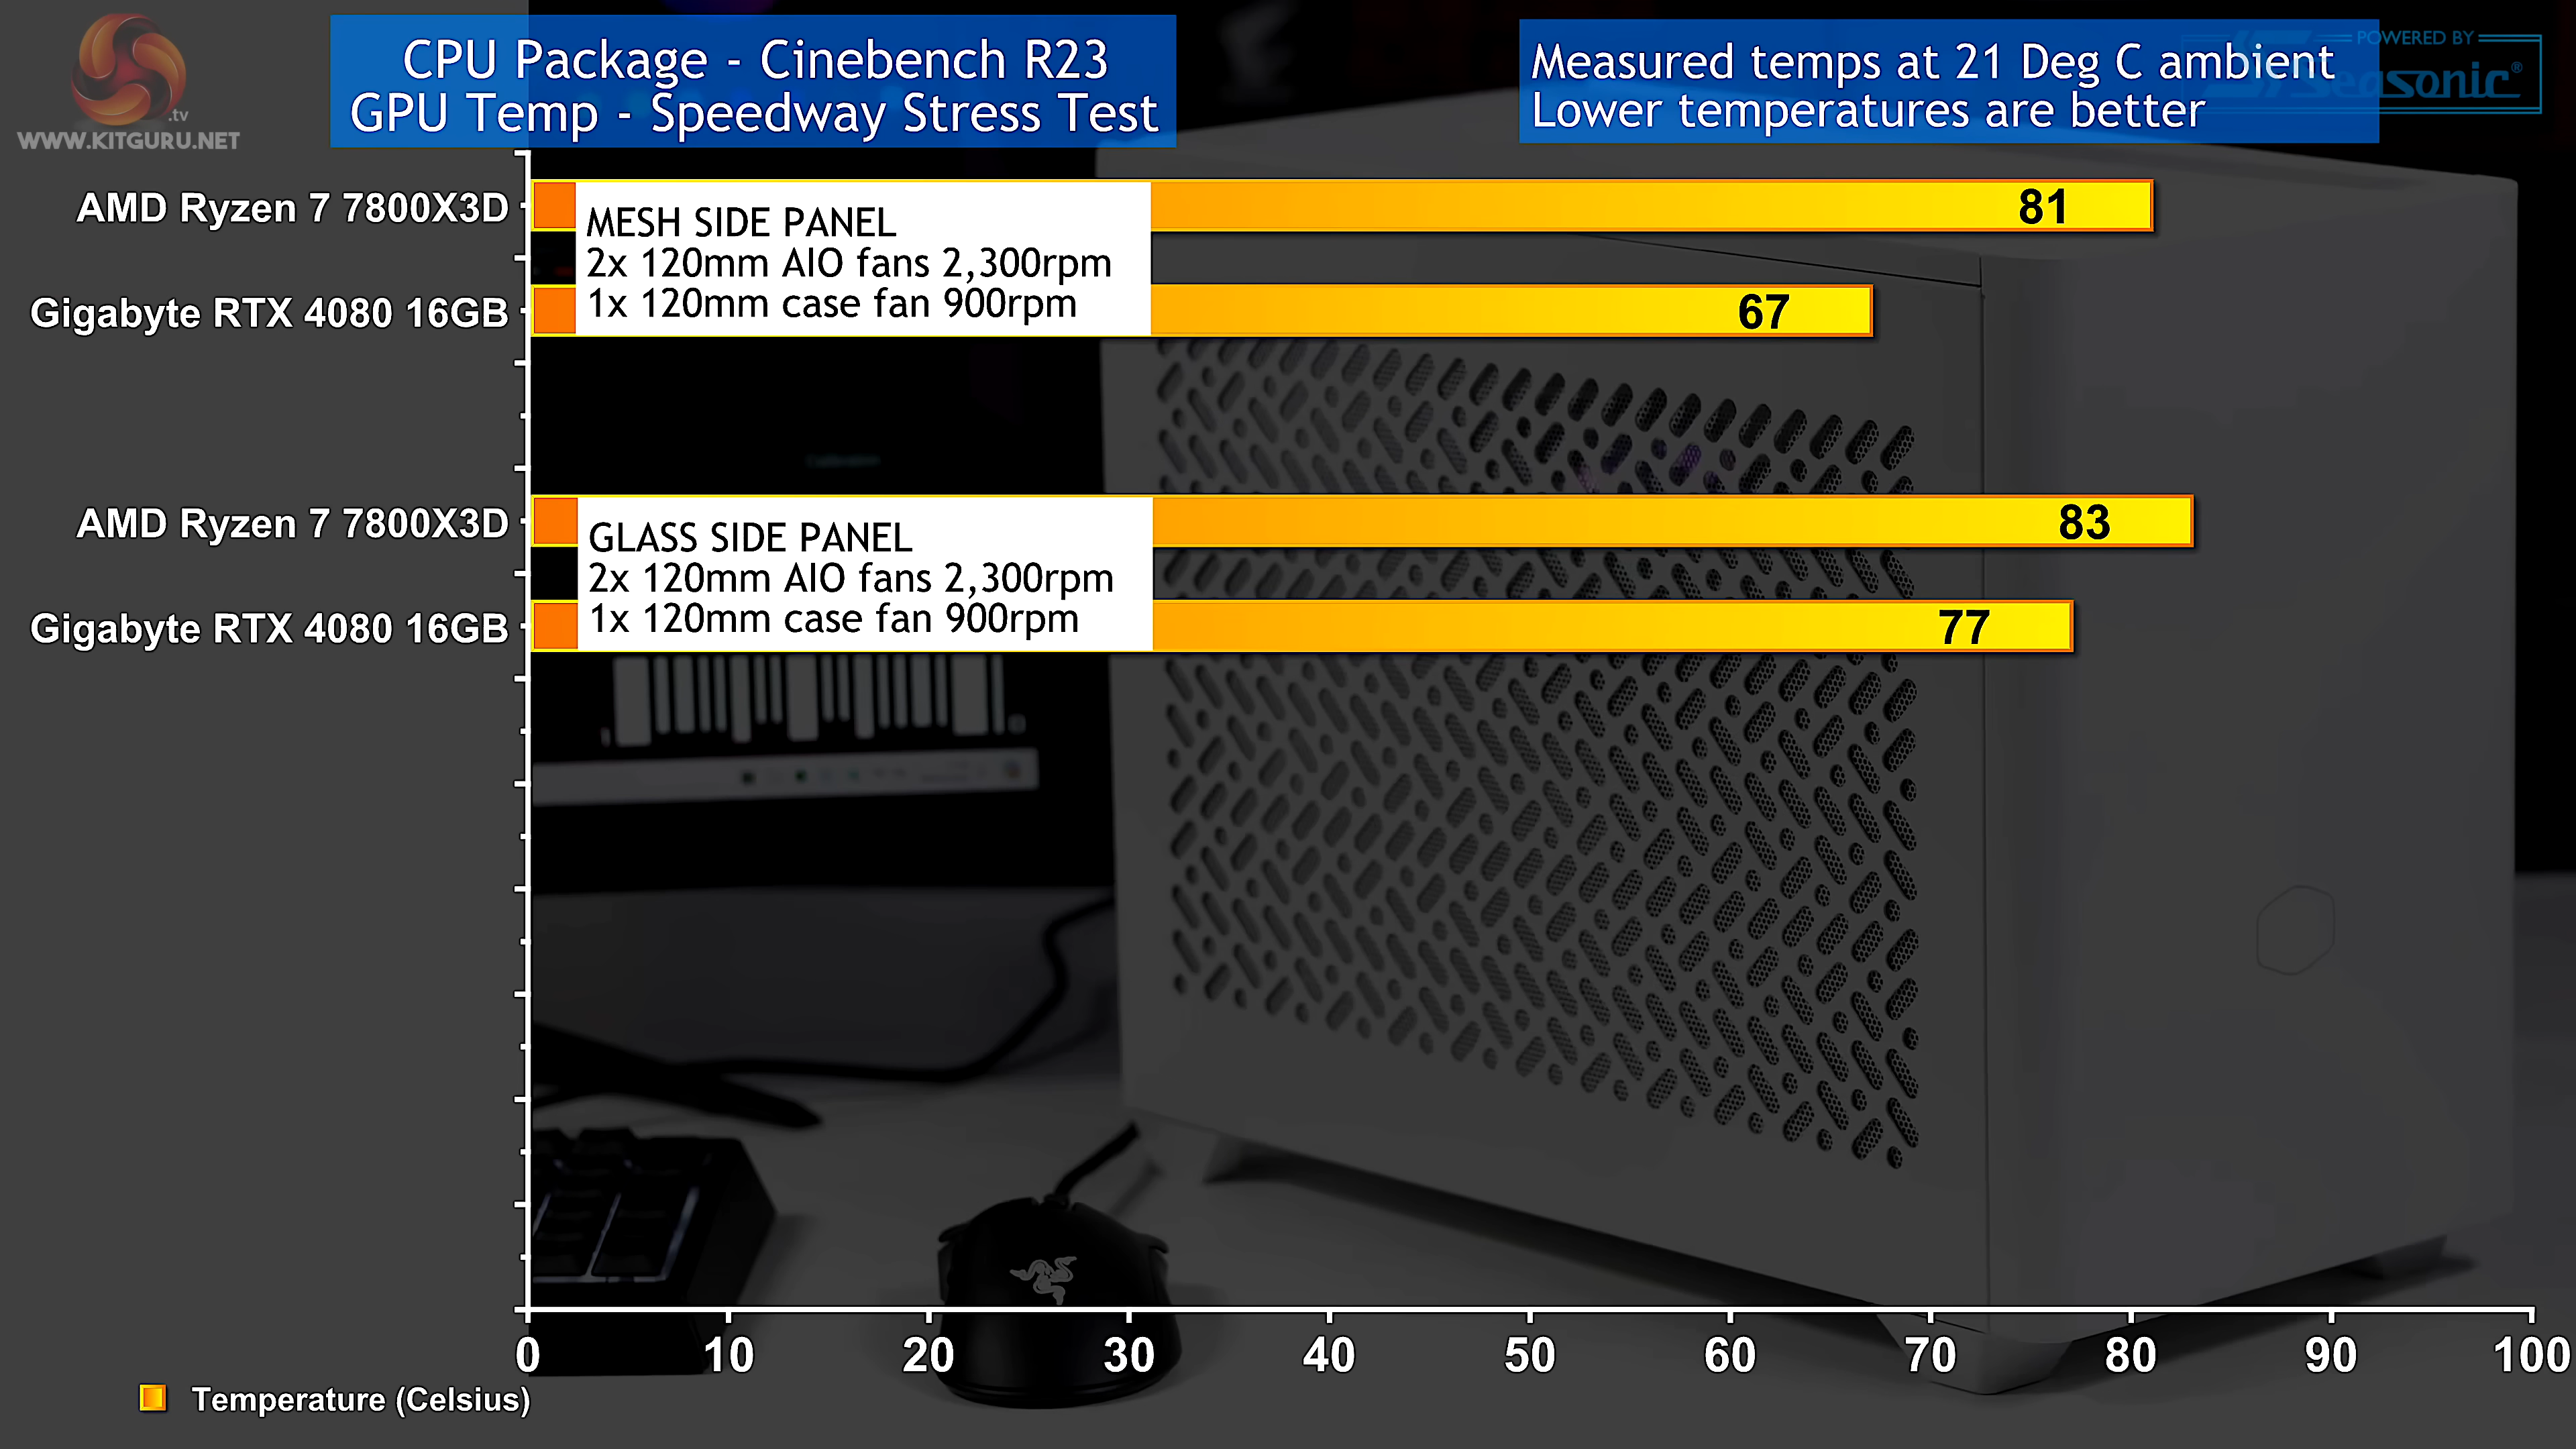 .tv
WWW.KITGURU.NET
CPU Package - Cinebench R23
GPU Temp - Speedway Stress Test
Measured temps at 21 Deg C ambient
Lower temperatures are better
POWERED BY
Seasonic®
AMD Ryzen 7 7800X3D
81
MESH SIDE PANEL
2x 120mm AIO fans 2,300rpm
1x 120mm case fan 900rpm
Gigabyte RTX 4080 16GB
67
AMD Ryzen 7 7800X3D
83
GLASS SIDE PANEL
2x 120mm AIO fans 2,300rpm
1x 120mm case fan 900rpm
Gigabyte RTX 4080 16GB
77
0 10 20 30 40 50 60 70 80 90 100
Temperature (Celsius)